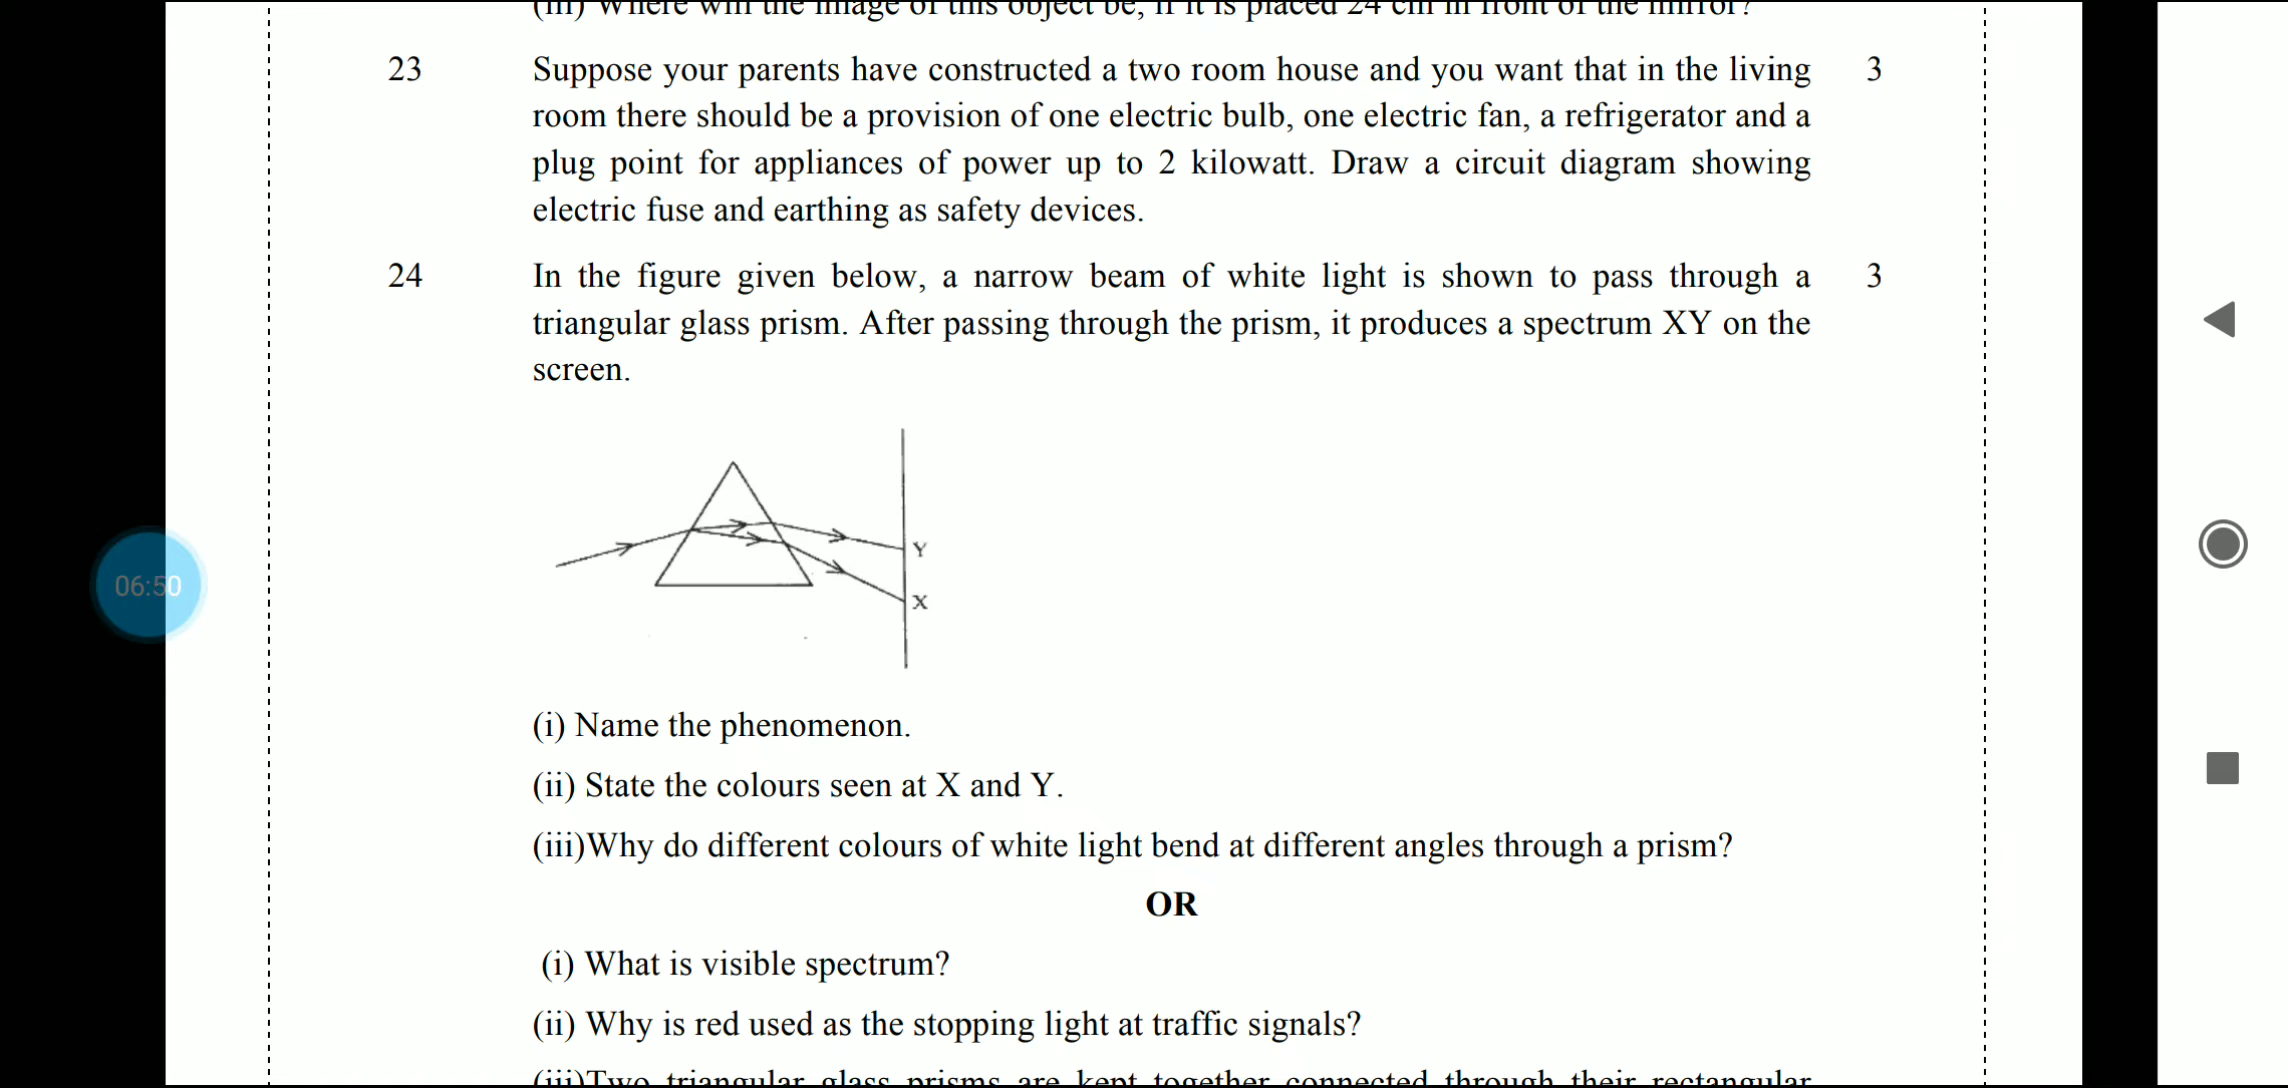 (iii) Where will the image of this object be, if it is placed 24 cm in front of the mirror?
23 Suppose your parents have constructed a two room house and you want that in the living 3
room there should be a provision of one electric bulb, one electric fan, a refrigerator and a
plug point for appliances of power up to 2 kilowatt. Draw a circuit diagram showing
electric fuse and earthing as safety devices.
24 In the figure given below, a narrow beam of white light is shown to pass through a 3
triangular glass prism. After passing through the prism, it produces a spectrum XY on the
screen.
Y
06:50
X
(i) Name the phenomenon.
(ii) State the colours seen at X and Y.
(iii)Why do different colours of white light bend at different angles through a prism?
OR
(i) What is visible spectrum?
(ii) Why is red used as the stopping light at traffic signals?
(iii)Two triangular glass prisms are kept together connected through their rectangular